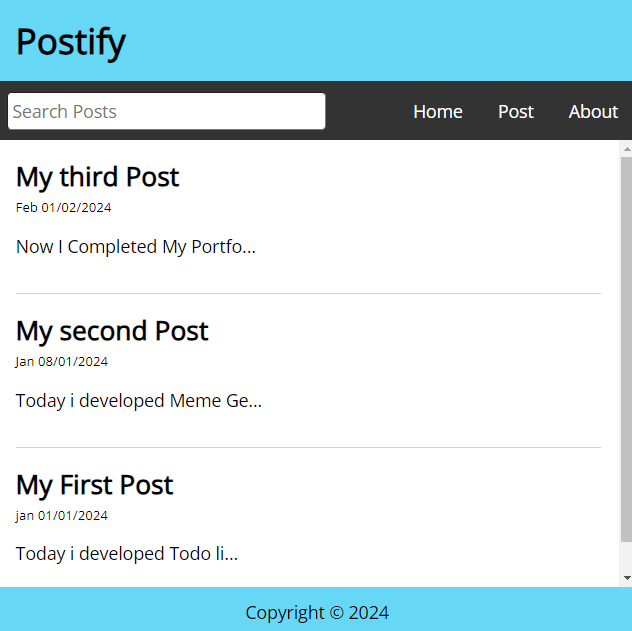 Postify
Search Posts
Home Post About
My third Post
Feb 01/02/2024
Now I Completed My Portfo...
My second Post
Jan 08/01/2024
Today i developed Meme Ge...
My First Post
jan 01/01/2024
Today i developed Todo li...
Copyright © 2024